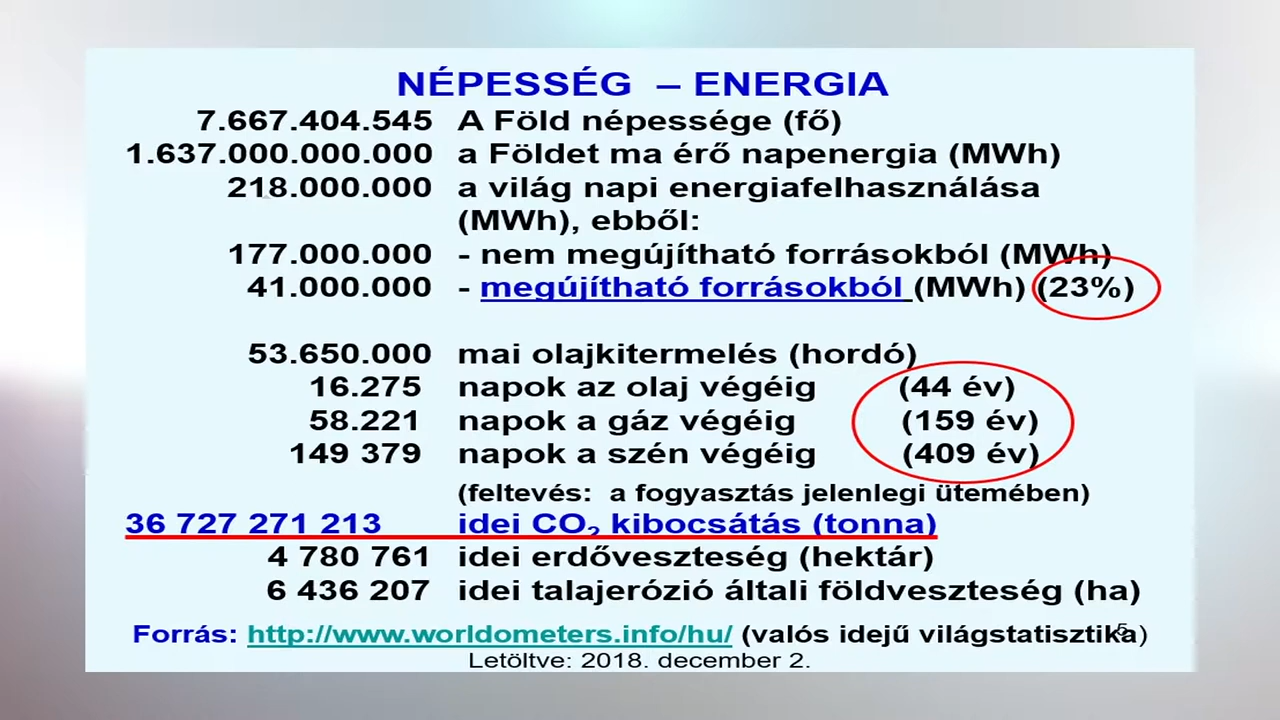 NÉPESSÉG – ENERGIA
7.667.404.545 A Föld népessége (fő)
1.637.000.000.000 a Földet ma érő napenergia (MWh)
218.000.000 a világ napi energiafelhasználása
(MWh), ebből:
177.000.000 - nem megújítható forrásokból (MWh)
41.000.000 - megújítható forrásokból (MWh) (23%)
53.650.000 mai olajkitermelés (hordó)
16.275 napok az olaj végéig (44 év)
58.221 napok a gáz végéig (159 év)
149 379 napok a szén végéig (409 év)
(feltevés: a fogyasztás jelenlegi ütemében)
36 727 271 213 idei CO₂ kibocsátás (tonna)
4 780 761 idei erdőveszteség (hektár)
6 436 207 idei talajerózió általi földveszteség (ha)
Forrás: http://www.worldometers.info/hu/ (valós idejű világstatisztika)
5
Letöltve: 2018. december 2.